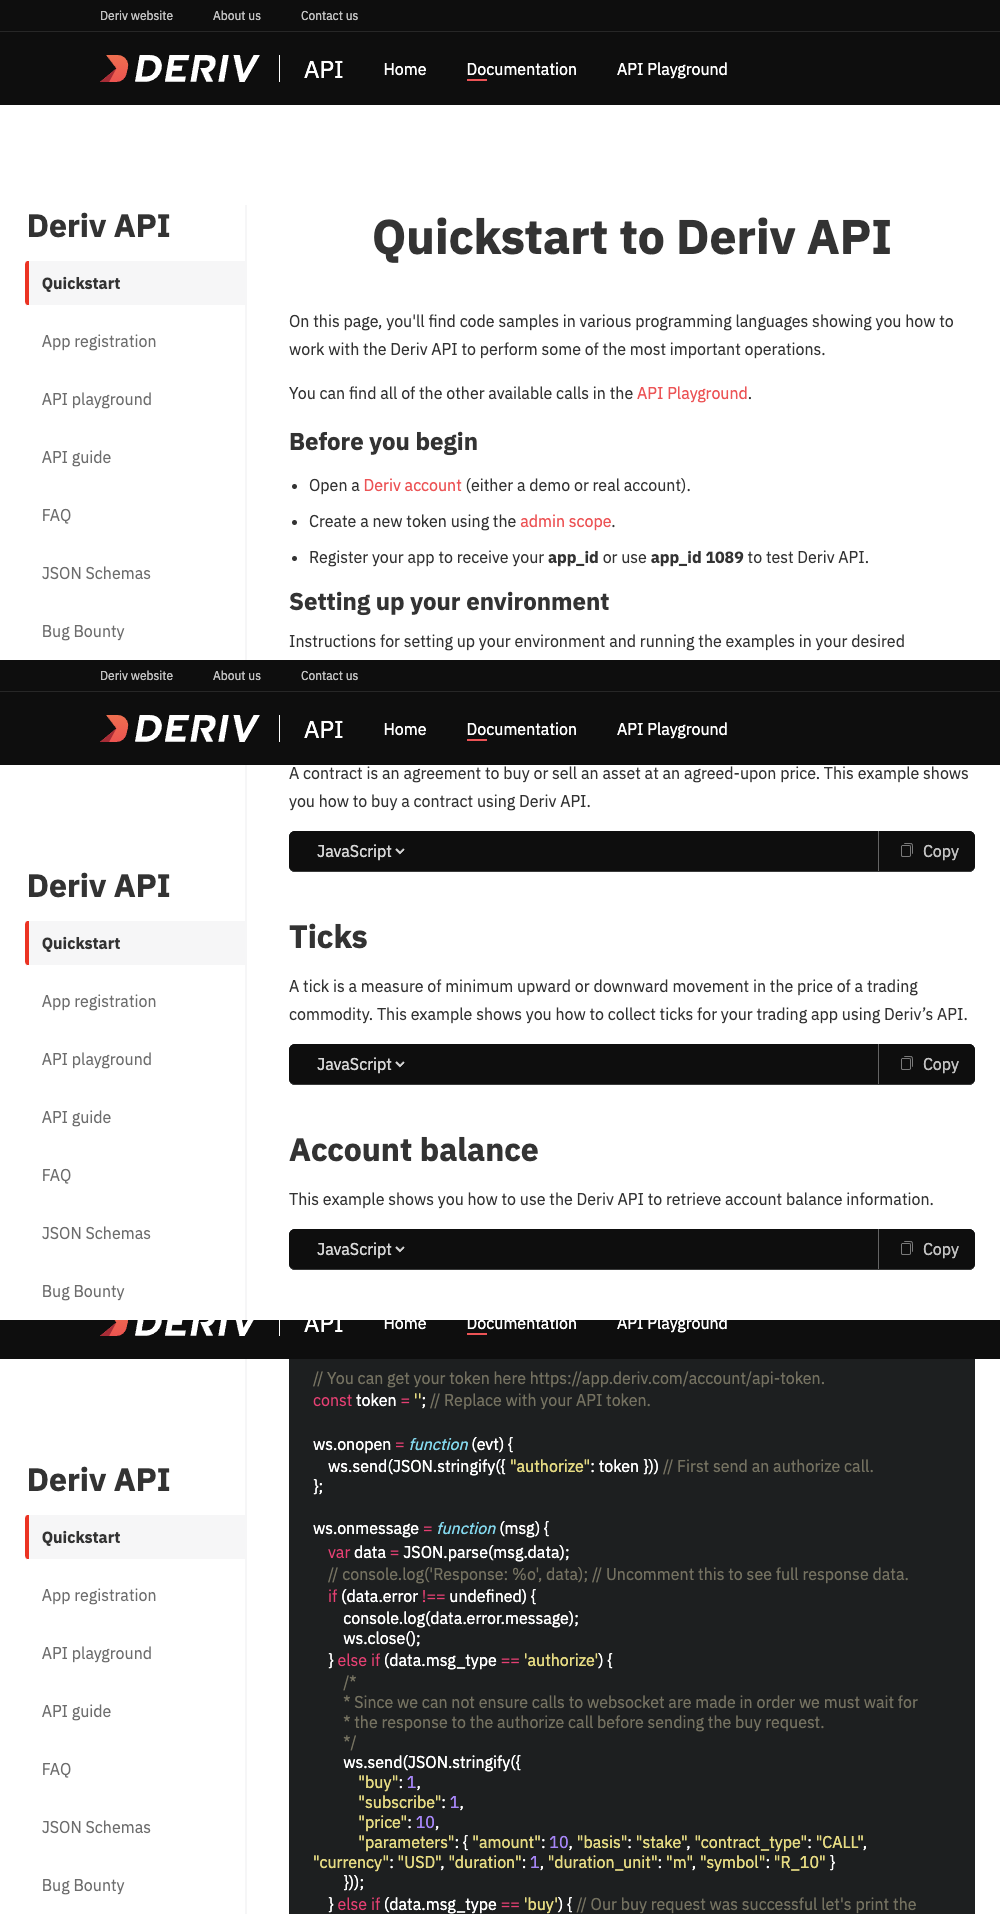 Deriv website About us Contact us
DERIV API Home Documentation API Playground
Deriv API
Quickstart
App registration
API playground
API guide
FAQ
JSON Schemas
Bug Bounty
Quickstart to Deriv API
On this page, you'll find code samples in various programming languages showing you how to
work with the Deriv API to perform some of the most important operations.
You can find all of the other available calls in the API Playground.
Before you begin
• Open a Deriv account (either a demo or real account).
• Create a new token using the admin scope.
• Register your app to receive your app_id or use app_id 1089 to test Deriv API.
Setting up your environment
Instructions for setting up your environment and running the examples in your desired
Deriv website About us Contact us
DERIV API Home Documentation API Playground
Deriv API
Quickstart
App registration
API playground
API guide
FAQ
JSON Schemas
Bug Bounty
A contract is an agreement to buy or sell an asset at an agreed-upon price. This example shows
you how to buy a contract using Deriv API.
JavaScript Copy
Ticks
A tick is a measure of minimum upward or downward movement in the price of a trading
commodity. This example shows you how to collect ticks for your trading app using Deriv’s API.
JavaScript Copy
Account balance
This example shows you how to use the Deriv API to retrieve account balance information.
JavaScript Copy
DERIV API Home Documentation API Playground
Deriv API
Quickstart
App registration
API playground
API guide
FAQ
JSON Schemas
Bug Bounty
// You can get your token here https://app.deriv.com/account/api-token.
const token = ''; // Replace with your API token.
ws.onopen = function (evt) {
ws.send(JSON.stringify({ "authorize": token })) // First send an authorize call.
};
ws.onmessage = function (msg) {
var data = JSON.parse(msg.data);
// console.log('Response: %o', data); // Uncomment this to see full response data.
if (data.error !== undefined) {
console.log(data.error.message);
ws.close();
} else if (data.msg_type == 'authorize') {
/*
* Since we can not ensure calls to websocket are made in order we must wait for
* the response to the authorize call before sending the buy request.
*/
ws.send(JSON.stringify({
"buy": 1,
"subscribe": 1,
"price": 10,
"parameters": { "amount": 10, "basis": "stake", "contract_type": "CALL",
"currency": "USD", "duration": 1, "duration_unit": "m", "symbol": "R_10" }
}));
} else if (data.msg_type == 'buy') { // Our buy request was successful let's print the